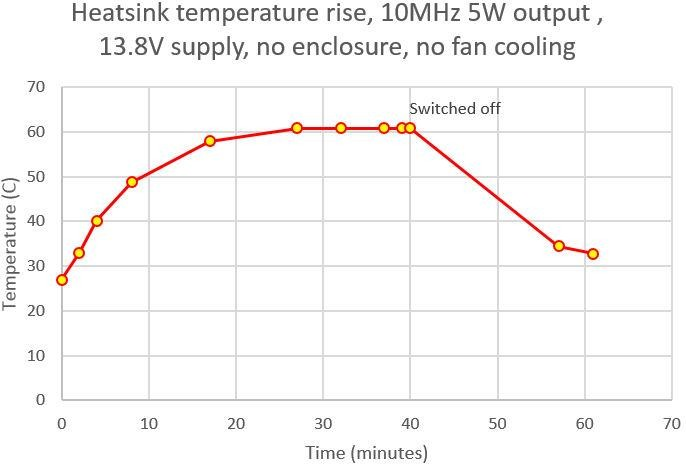 Heatsink temperature rise, 10MHz 5W output ,
13.8V supply, no enclosure, no fan cooling
70
Switched off
60
50
40
30
20
10
0
Temperature (C)
0 10 20 30 40 50 60 70
Time (minutes)